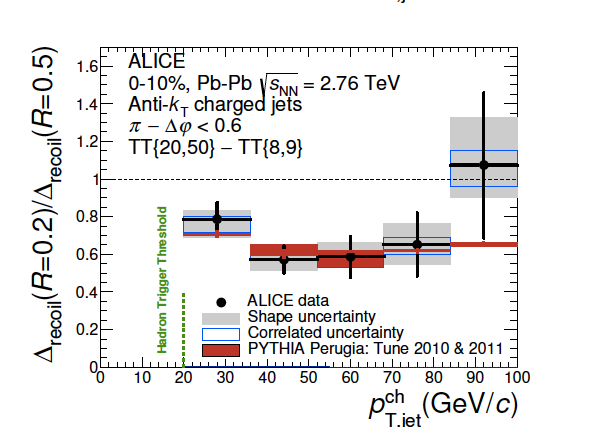 ALICE
0-10%, Pb-Pb √sNN = 2.76 TeV
Anti-kT charged jets
π − Δφ < 0.6
TT{20,50} − TT{8,9}
Δrecoil(R=0.2)/Δrecoil(R=0.5)
1.6
1.4
1.2
1
0.8
0.6
0.4
0.2
0
Hadron Trigger Threshold
ALICE data
Shape uncertainty
Correlated uncertainty
PYTHIA Perugia: Tune 2010 & 2011
0 10 20 30 40 50 60 70 80 90 100
p^ch_T,jet (GeV/c)